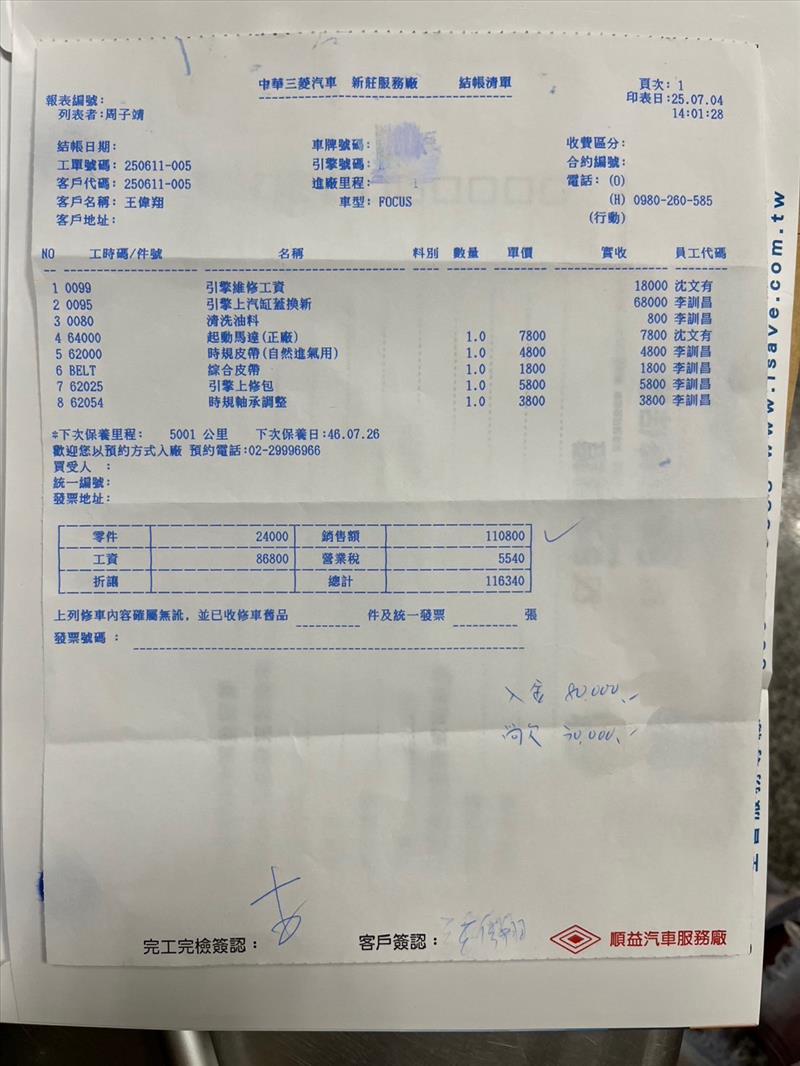 中華三菱汽車 新莊服務廠 結帳清單
頁次: 1
報表編號:
印表日:25.07.04
列表者:周子靖
14:01:28
結帳日期: 車牌號碼: 收費區分:
工單號碼: 250611-005 引擎號碼: 合約編號:
客戶代碼: 250611-005 進廠里程: 電話: (O)
客戶名稱: 王偉翔 車型: FOCUS (H) 0980-260-585
客戶地址: (行動)
NO 工時碼/件號 名稱 料別 數量 單價 實收 員工代碼
1 0099 引擎維修工資 18000 沈文有
2 0095 引擎上汽缸蓋換新 68000 李訓昌
3 0080 清洗油料 800 李訓昌
4 64000 起動馬達(正廠) 1.0 7800 7800 沈文有
5 62000 時規皮帶(自然進氣用) 1.0 4800 4800 李訓昌
6 BELT 綜合皮帶 1.0 1800 1800 李訓昌
7 62025 引擎上修包 1.0 5800 5800 李訓昌
8 62054 時規軸承調整 1.0 3800 3800 李訓昌
*下次保養里程: 5001 公里 下次保養日:46.07.26
歡迎您以預約方式入廠 預約電話:02-29996966
買受人 :
統一編號:
發票地址:
零件 24000 銷售額 110800
工資 86800 營業稅 5540
折讓 總計 116340
上列修車內容確屬無訛，並已收修車舊品 件及統一發票 張
發票號碼 :
入金 80,000.-
尚欠 30,000.-
完工完檢簽認：
客戶簽認：王偉翔
順益汽車服務廠
www.isave.com.tw